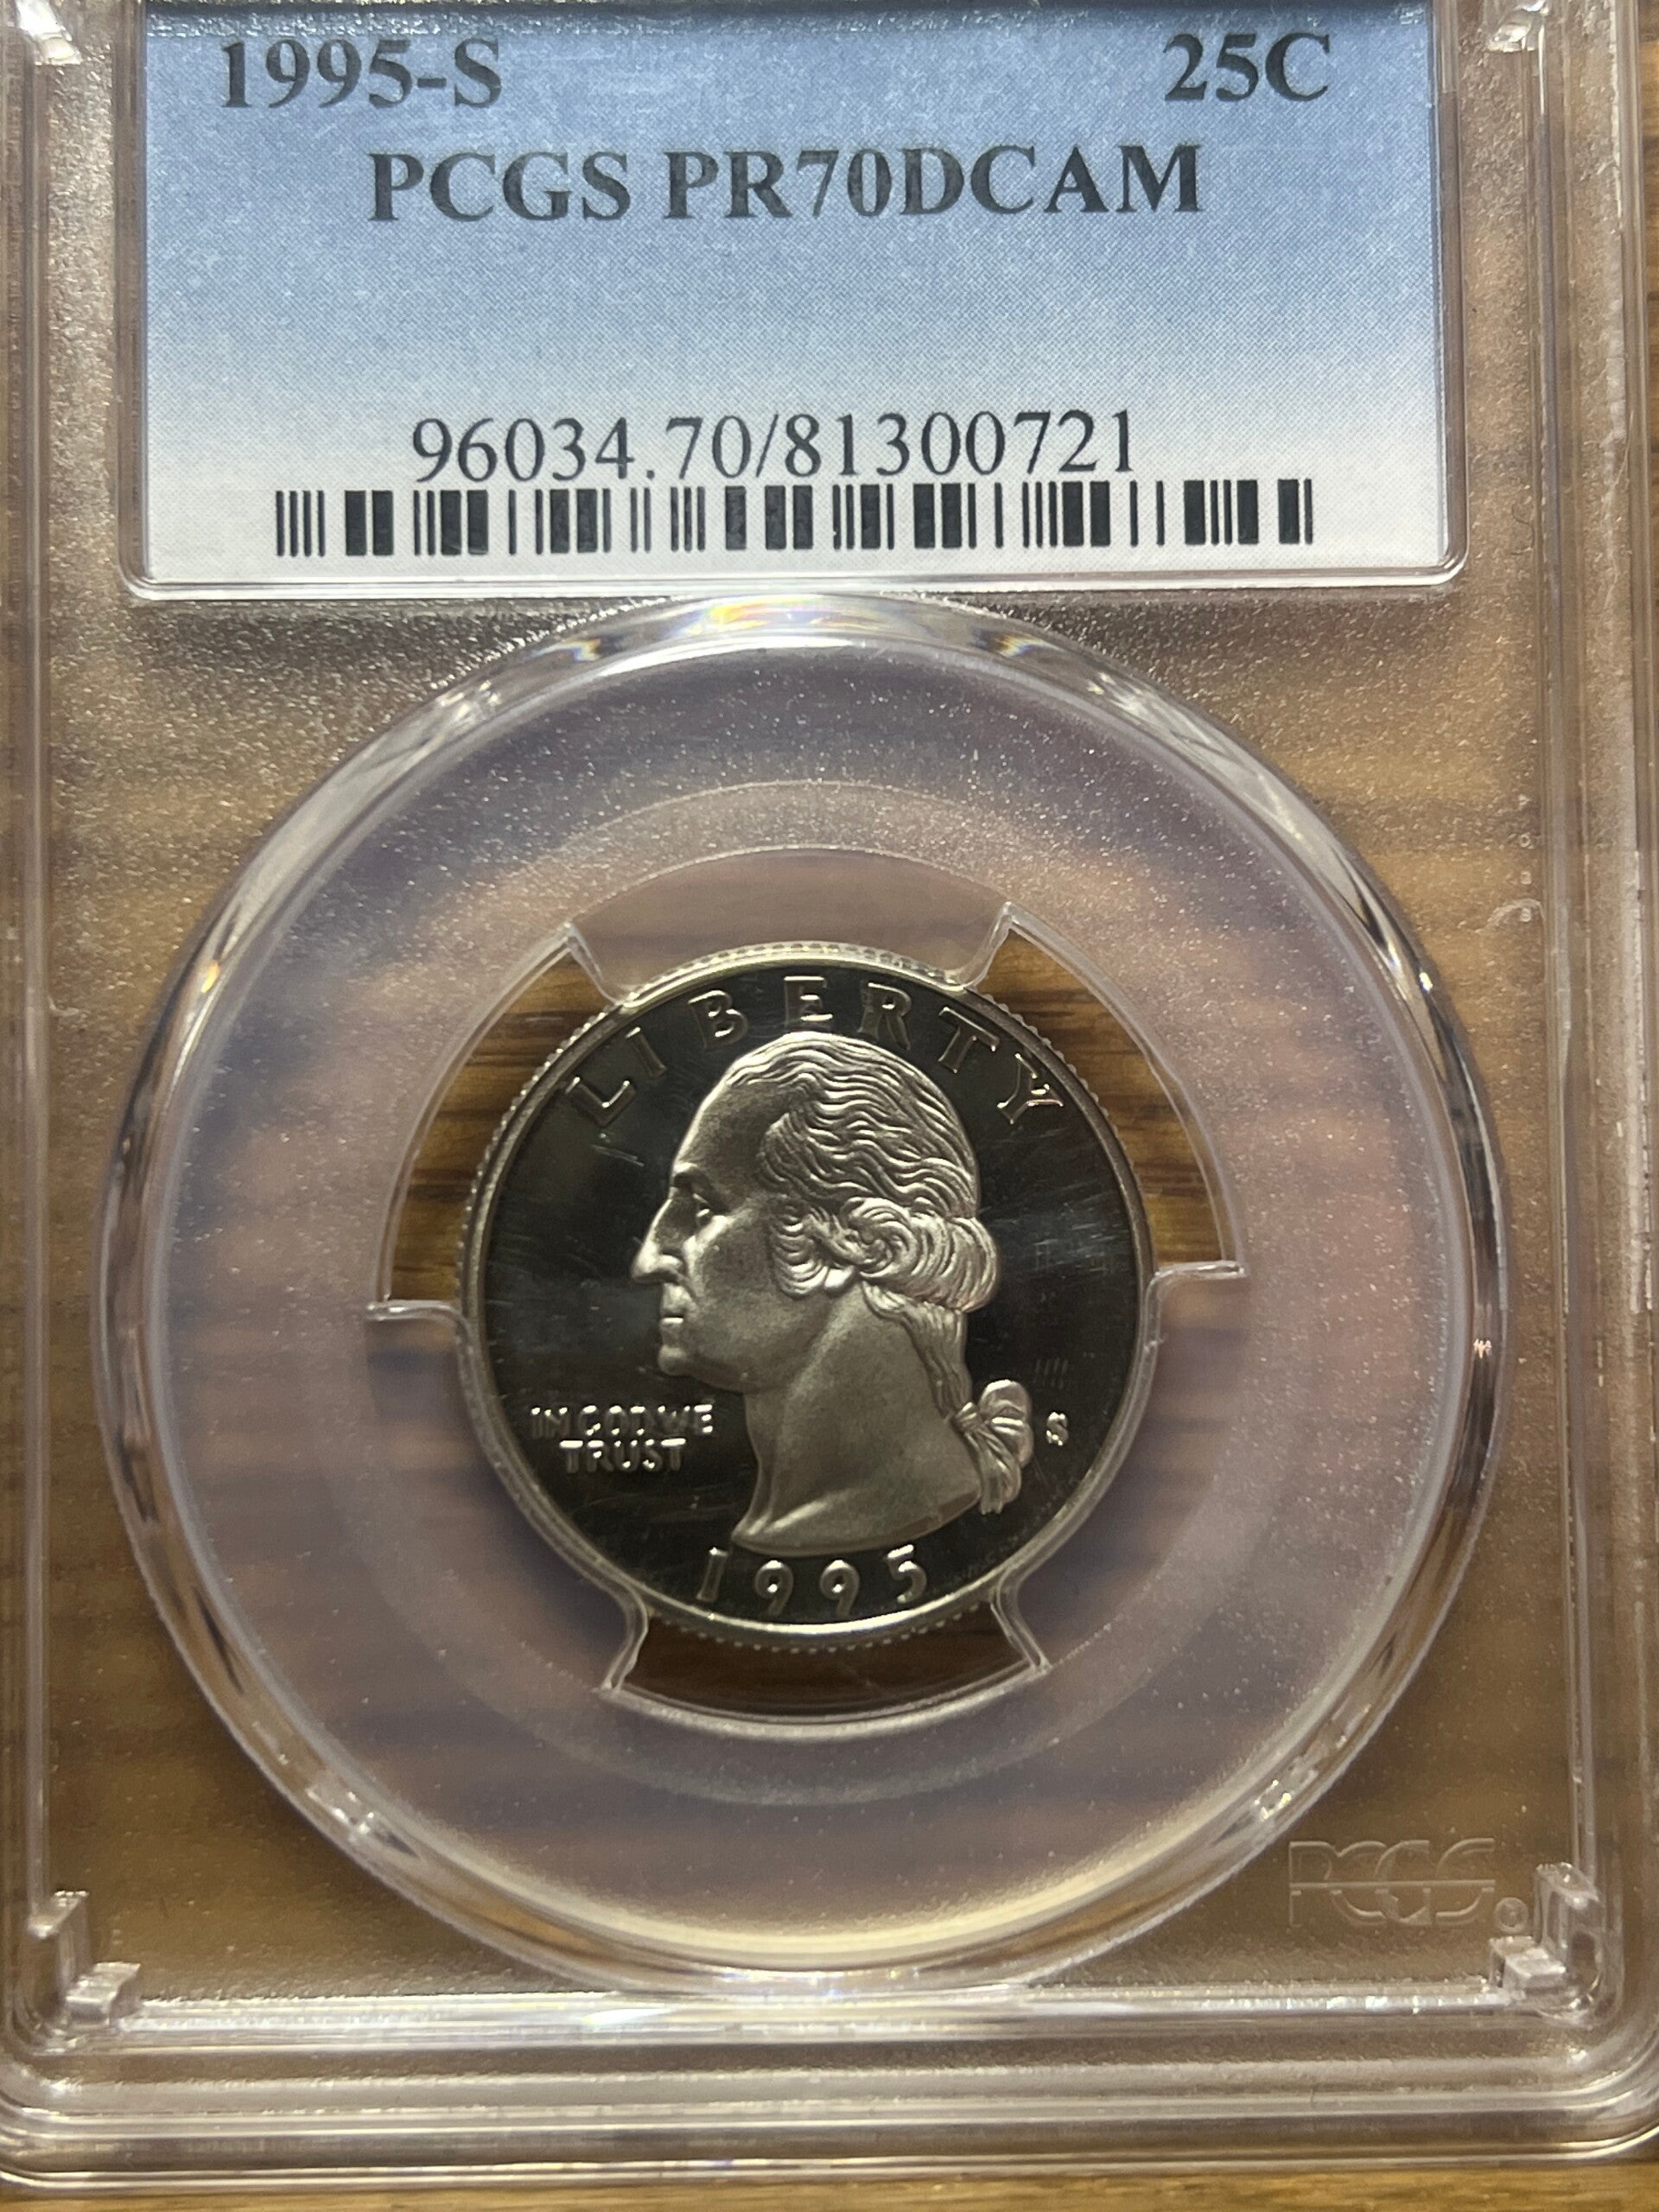 1995-S 25C
PCGS PR70DCAM
96034.70/81300721
LIBERTY
IN GOD WE
TRUST
S
1995
PCGS